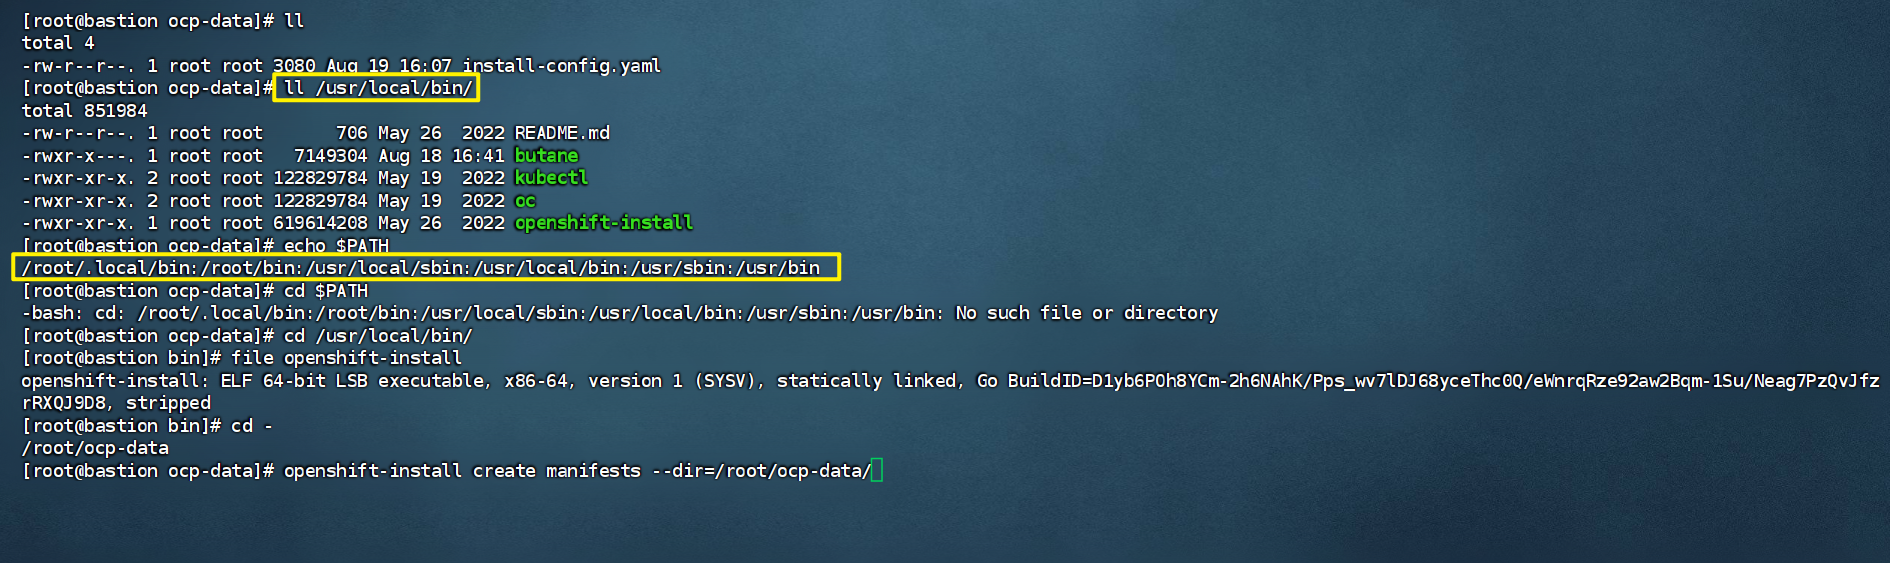 [root@bastion ocp-data]# ll
total 4
-rw-r--r--. 1 root root 3080 Aug 19 16:07 install-config.yaml
[root@bastion ocp-data]# ll /usr/local/bin/
total 851984
-rw-r--r--. 1 root root       706 May 26  2022 README.md
-rwxr-x---. 1 root root   7149304 Aug 18 16:41 butane
-rwxr-xr-x. 2 root root 122829784 May 19  2022 kubectl
-rwxr-xr-x. 2 root root 122829784 May 19  2022 oc
-rwxr-xr-x. 1 root root 619614208 May 26  2022 openshift-install
[root@bastion ocp-data]# echo $PATH
/root/.local/bin:/root/bin:/usr/local/sbin:/usr/local/bin:/usr/sbin:/usr/bin
[root@bastion ocp-data]# cd $PATH
-bash: cd: /root/.local/bin:/root/bin:/usr/local/sbin:/usr/local/bin:/usr/sbin:/usr/bin: No such file or directory
[root@bastion ocp-data]# cd /usr/local/bin/
[root@bastion bin]# file openshift-install
openshift-install: ELF 64-bit LSB executable, x86-64, version 1 (SYSV), statically linked, Go BuildID=D1yb6POh8YCm-2h6NAhK/Pps_wv7lDJ68yceThc0Q/eWnrqRze92aw2Bqm-1Su/Neag7PzQvJfz
rRXQJ9D8, stripped
[root@bastion bin]# cd -
/root/ocp-data
[root@bastion ocp-data]# openshift-install create manifests --dir=/root/ocp-data/